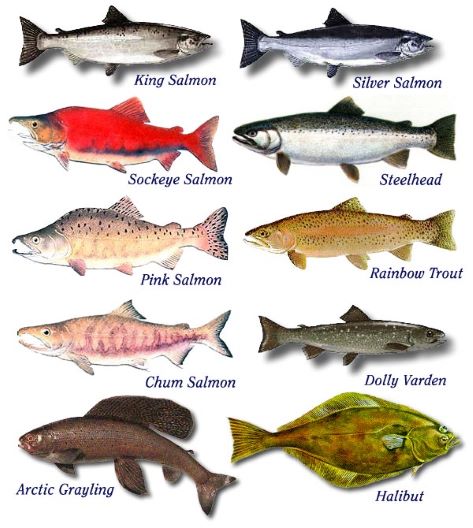 King Salmon
Silver Salmon
Sockeye Salmon
Steelhead
Pink Salmon
Rainbow Trout
Chum Salmon
Dolly Varden
Arctic Grayling
Halibut